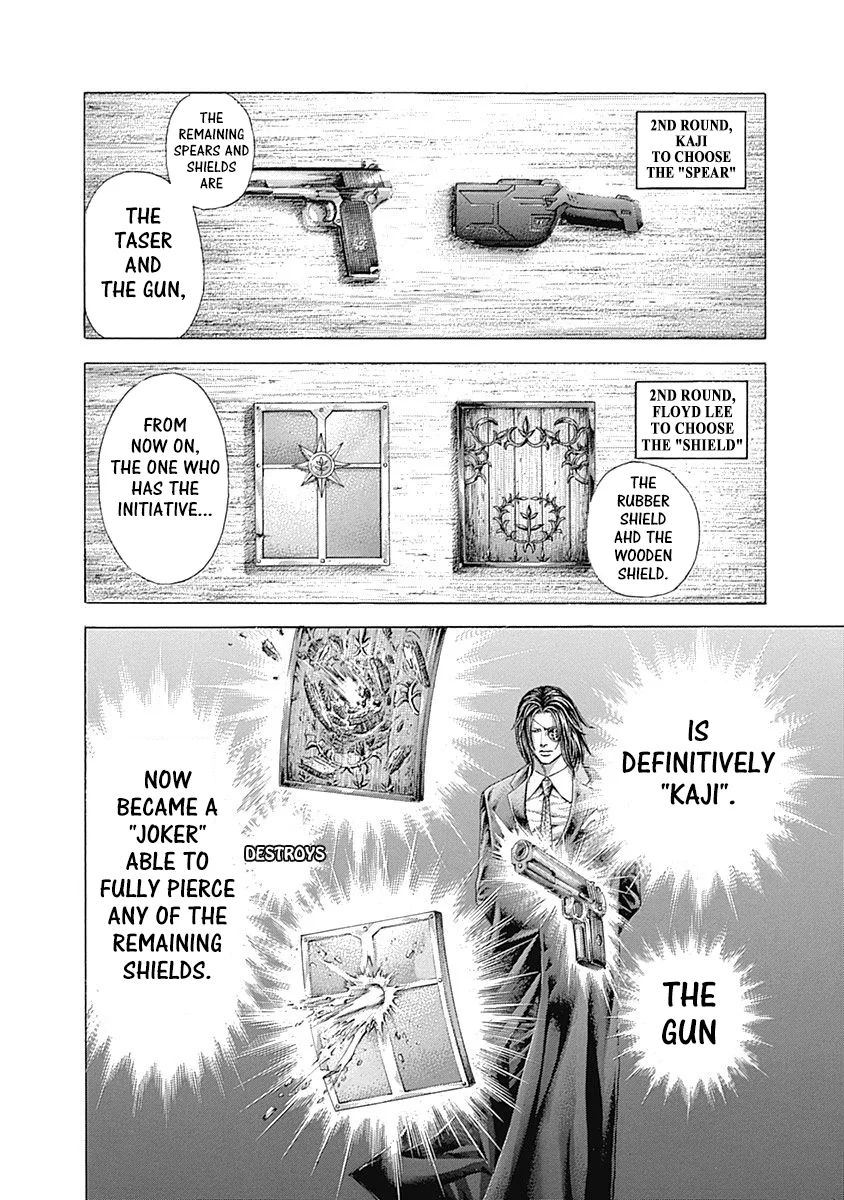 2ND ROUND,
KAJI
TO CHOOSE
THE "SPEAR"
THE
REMAINING
SPEARS AND
SHIELDS
ARE
THE
TASER
AND
THE GUN,
2ND ROUND,
FLOYD LEE
TO CHOOSE
THE "SHIELD"
THE
RUBBER
SHIELD
AHD THE
WOODEN
SHIELD.
FROM
NOW ON,
THE ONE WHO
HAS THE
INITIATIVE...
IS
DEFINITIVELY
"KAJI".
THE
GUN
NOW
BECAME A
"JOKER"
ABLE TO
FULLY PIERCE
ANY OF THE
REMAINING
SHIELDS.
DESTROYS